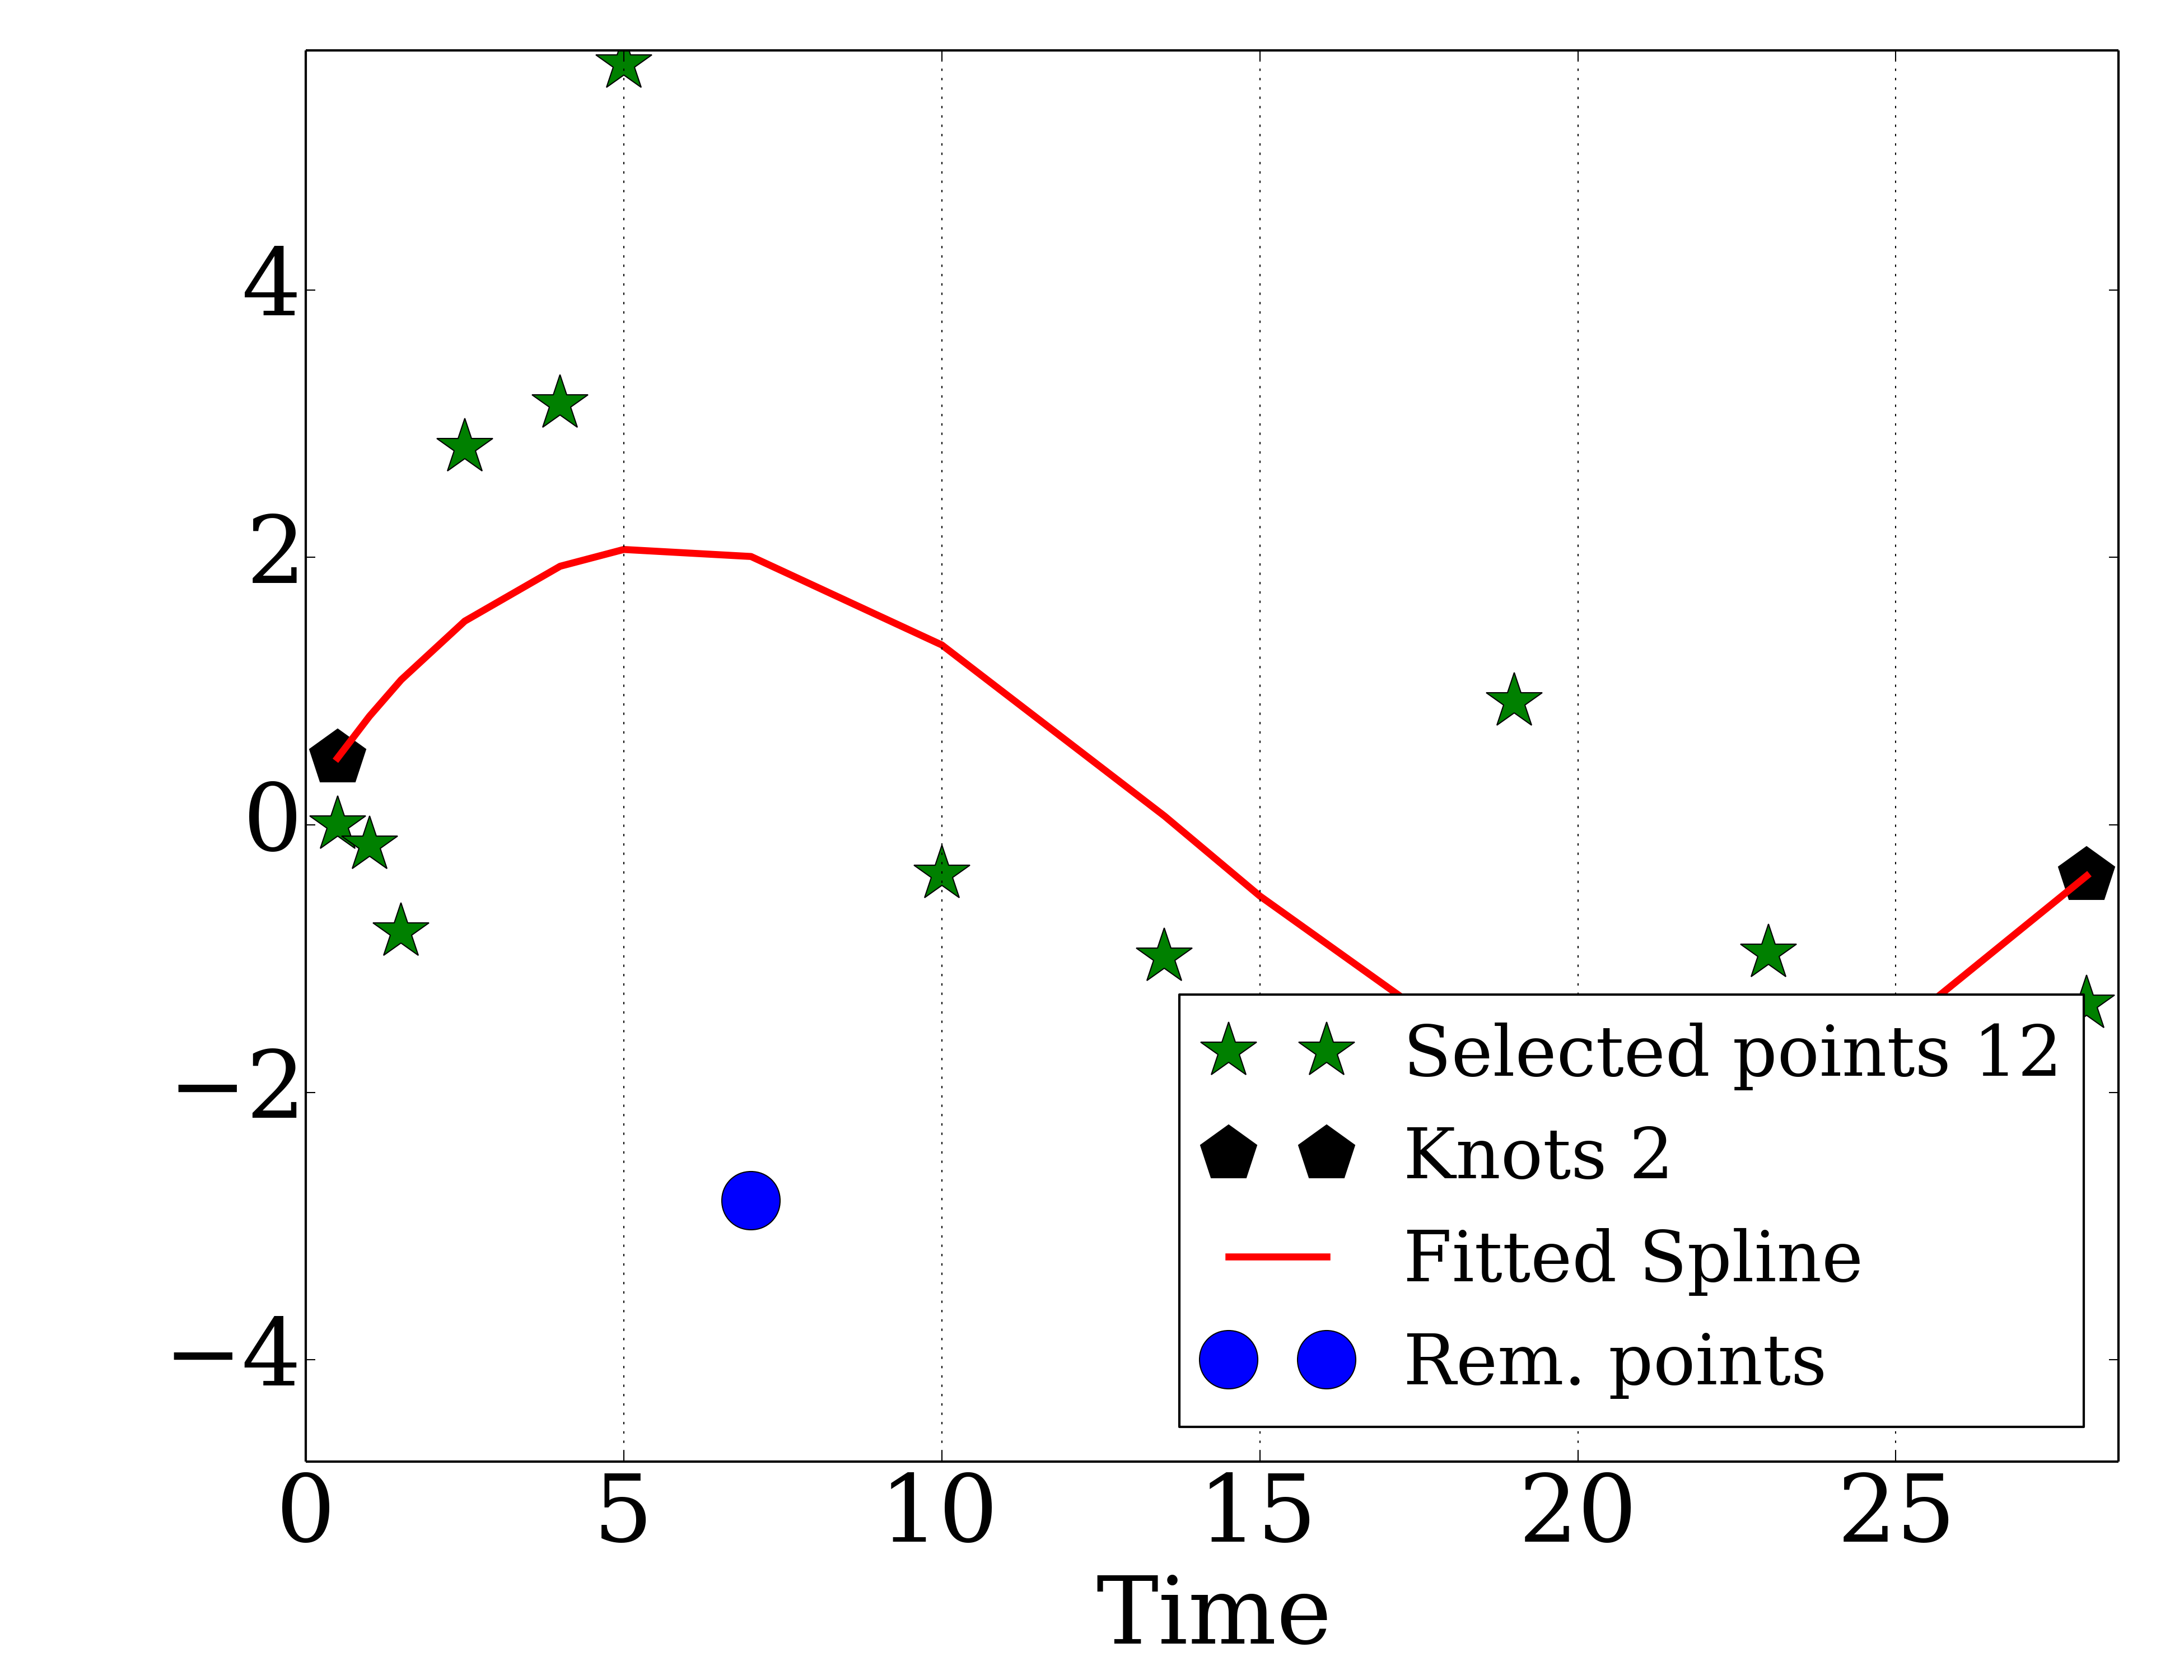 4
2
0
−2
−4
0 5 10 15 20 25
Time
Selected points 12
Knots 2
Fitted Spline
Rem. points